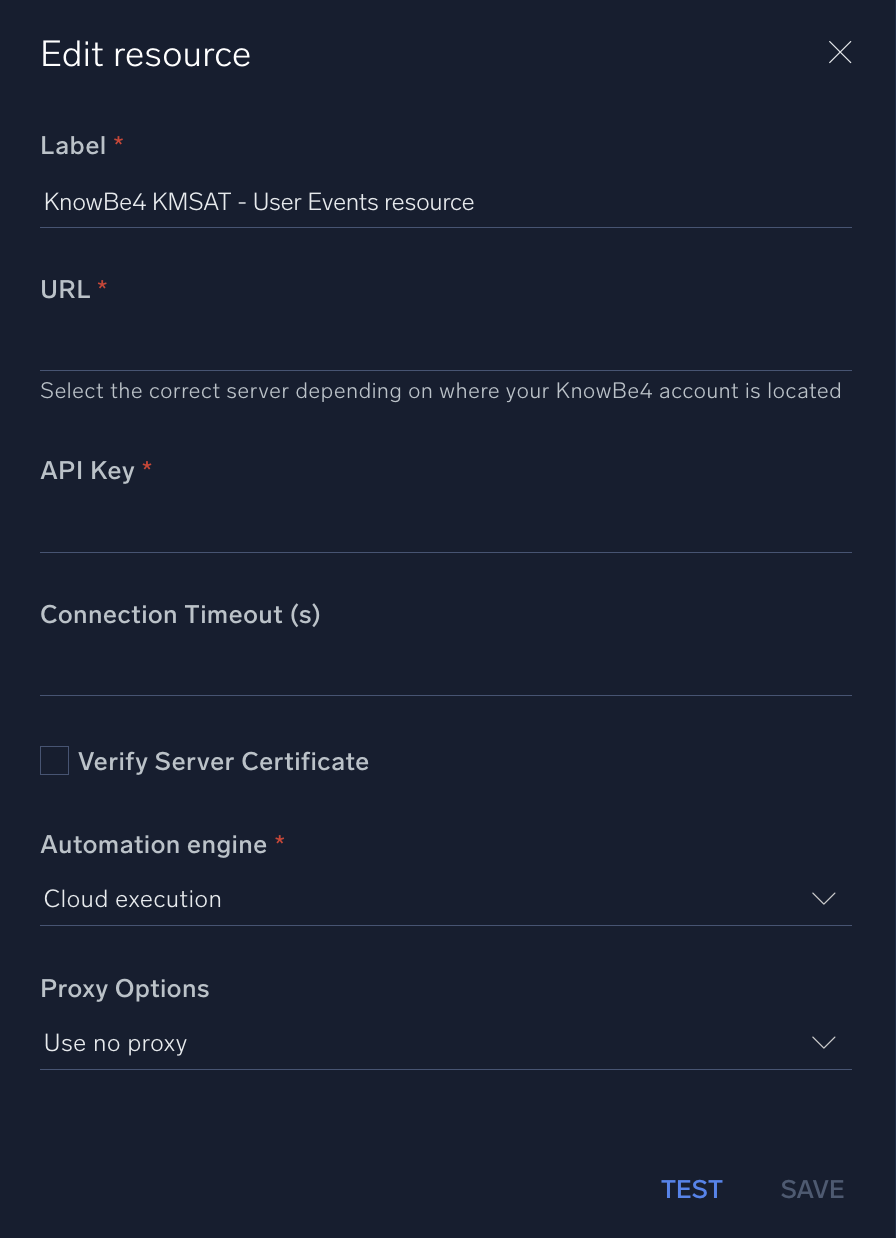 Edit resource
Label *
KnowBe4 KMSAT - User Events resource
URL *
Select the correct server depending on where your KnowBe4 account is located
API Key *
Connection Timeout (s)
Verify Server Certificate
Automation engine *
Cloud execution
Proxy Options
Use no proxy
TEST SAVE